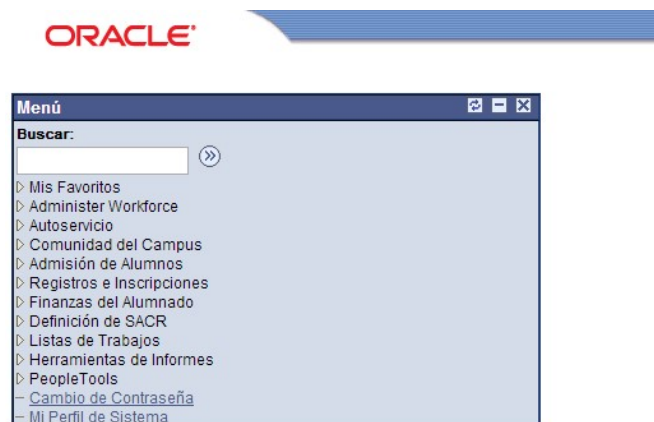 ORACLE
Menú
Buscar:
Mis Favoritos
Administer Workforce
Autoservicio
Comunidad del Campus
Admisión de Alumnos
Registros e Inscripciones
Finanzas del Alumnado
Definición de SACR
Listas de Trabajos
Herramientas de Informes
PeopleTools
Cambio de Contraseña
Mi Perfil de Sistema